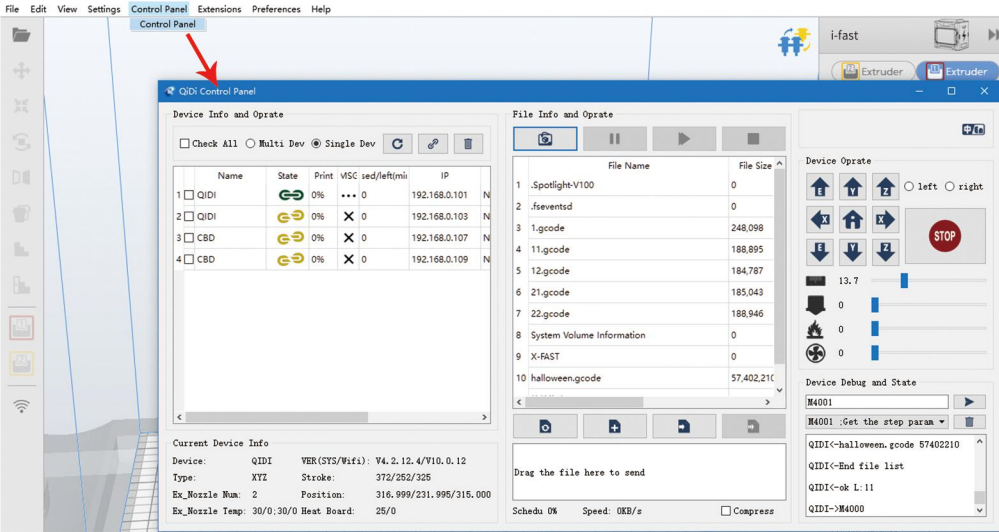 File Edit View Settings Control Panel Extensions Preferences Help
Control Panel
i-fast
Extruder Extruder
QiDi Control Panel
Device Info and Oprate
Check All Multi Dev Single Dev
Name State Print sed/left(mi IP
1 QIDI 0% 0 192.168.0.101 N
2 QIDI 0% 0 192.168.0.103 N
3 CBD 0% 0 192.168.0.107 N
4 CBD 0% 0 192.168.0.109 N
Current Device Info
Device: QIDI VER(SYS/Wifi): V4.2.12.4/V10.0.12
Type: XYZ Stroke: 372/252/325
Ex_Nozzle Num: 2 Position: 316.999/231.995/315.000
Ex_Nozzle Temp: 30/0;30/0 Heat Board: 25/0
File Info and Oprate
File Name File Size
1 .Spotlight-V100 0
2 .fseventsd 0
3 1.gcode 248,098
4 11.gcode 188,895
5 12.gcode 184,787
6 21.gcode 185,043
7 22.gcode 188,946
8 System Volume Information 0
9 X-FAST 0
10 halloween.gcode 57,402,210
Drag the file here to send
Schedu 0% Speed: 0KB/s Compress
Device Oprate
E Y Z left right
X X STOP
E Y Z
13.7
0
0
0
Device Debug and State
M4001
M4001 ;Get the step param
QIDI<-halloween.gcode 57402210
QIDI<-End file list
QIDI<-ok L:11
QIDI->M4000